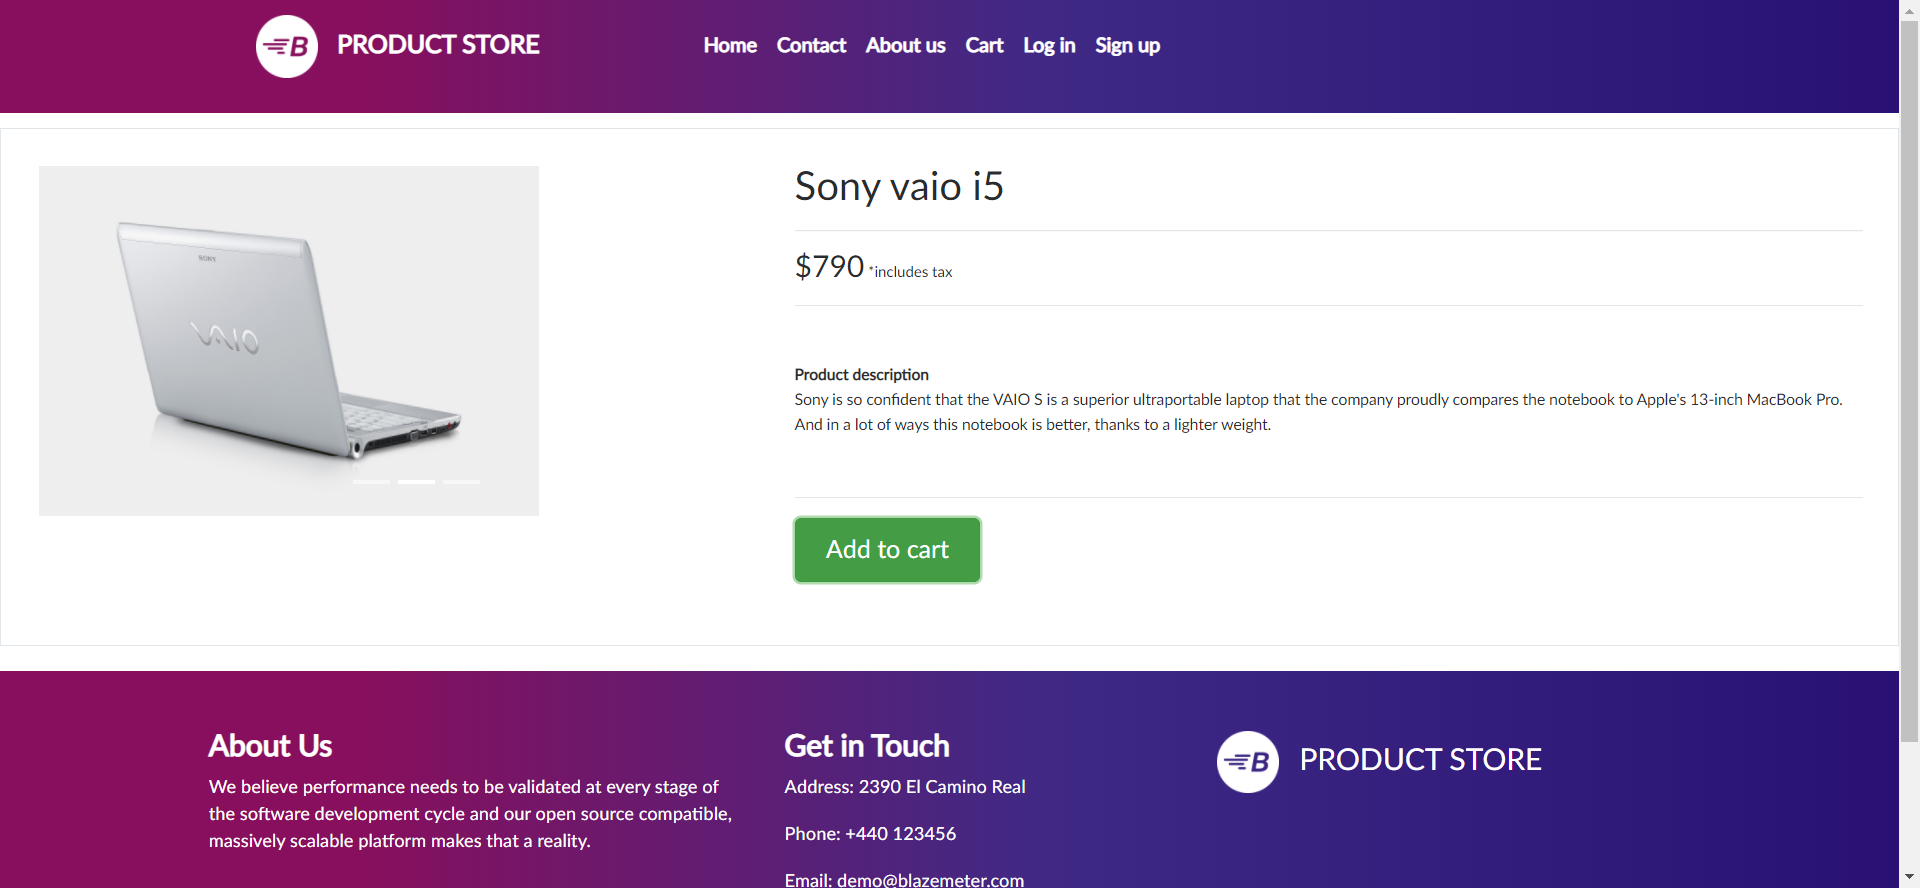 B PRODUCT STORE
Home Contact About us Cart Log in Sign up
SONY
VAIO
Sony vaio i5
$790 *includes tax
Product description
Sony is so confident that the VAIO S is a superior ultraportable laptop that the company proudly compares the notebook to Apple's 13-inch MacBook Pro.
And in a lot of ways this notebook is better, thanks to a lighter weight.
Add to cart
About Us
We believe performance needs to be validated at every stage of
the software development cycle and our open source compatible,
massively scalable platform makes that a reality.
Get in Touch
Address: 2390 El Camino Real
Phone: +440 123456
Email: demo@blazemeter.com
B PRODUCT STORE